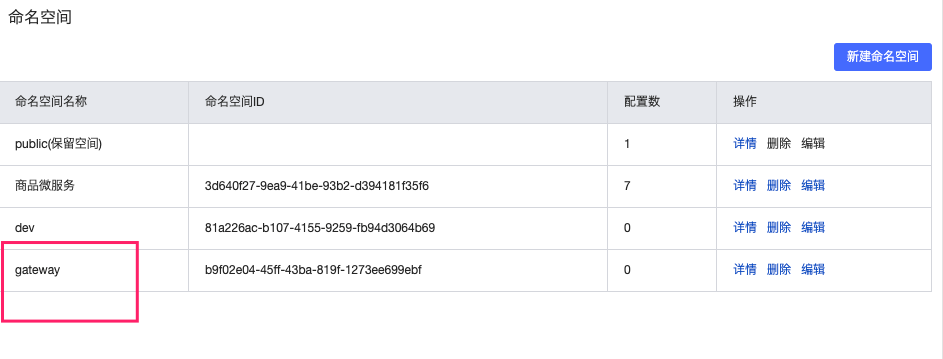 命名空间
新建命名空间
命名空间名称 命名空间ID 配置数 操作
public(保留空间) 1 详情 删除 编辑
商品微服务 3d640f27-9ea9-41be-93b2-d394181f35f6 7 详情 删除 编辑
dev 81a226ac-b107-4155-9259-fb94d3064b69 0 详情 删除 编辑
gateway b9f02e04-45ff-43ba-819f-1273ee699ebf 0 详情 删除 编辑